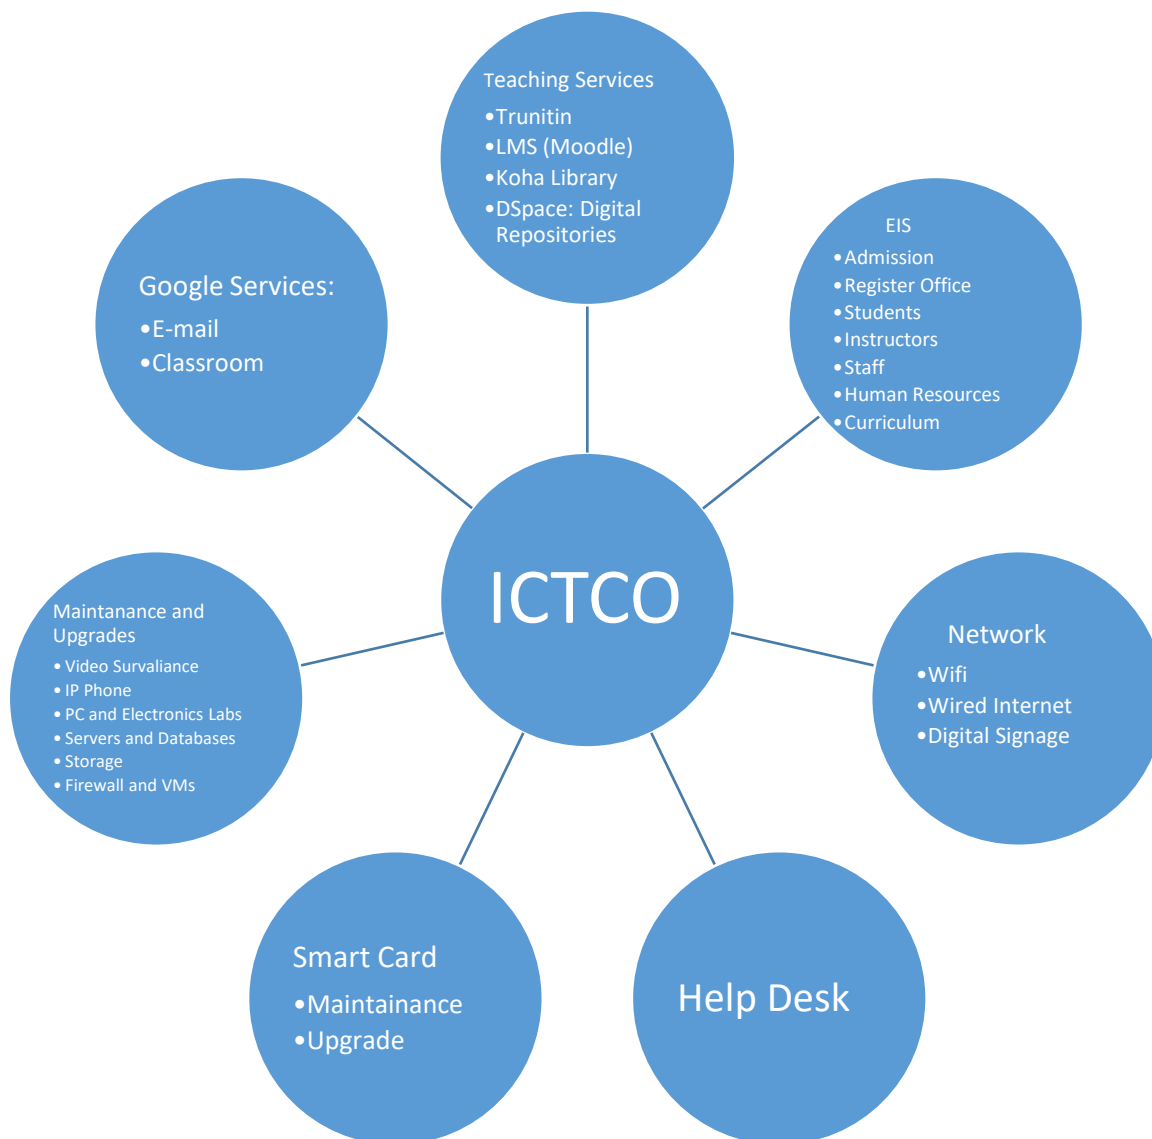 Teaching Services
•Trunitin
•LMS (Moodle)
•Koha Library
•DSpace: Digital
Repositories
EIS
•Admission
•Register Office
•Students
•Instructors
•Staff
•Human Resources
•Curriculum
Google Services:
•E-mail
•Classroom
ICTCO
Network
•Wifi
•Wired Internet
•Digital Signage
Maintanance and
Upgrades
•Video Survaliance
•IP Phone
•PC and Electronics Labs
•Servers and Databases
•Storage
•Firewall and VMs
Smart Card
•Maintainance
•Upgrade
Help Desk